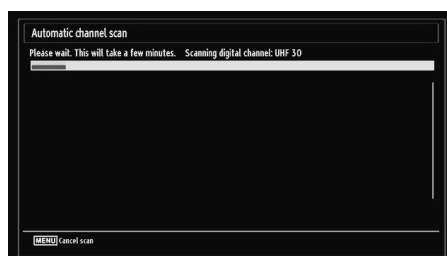 Automatic channel scan
Please wait. This will take a few minutes. Scanning digital channel: UHF 30
MENU Cancel scan